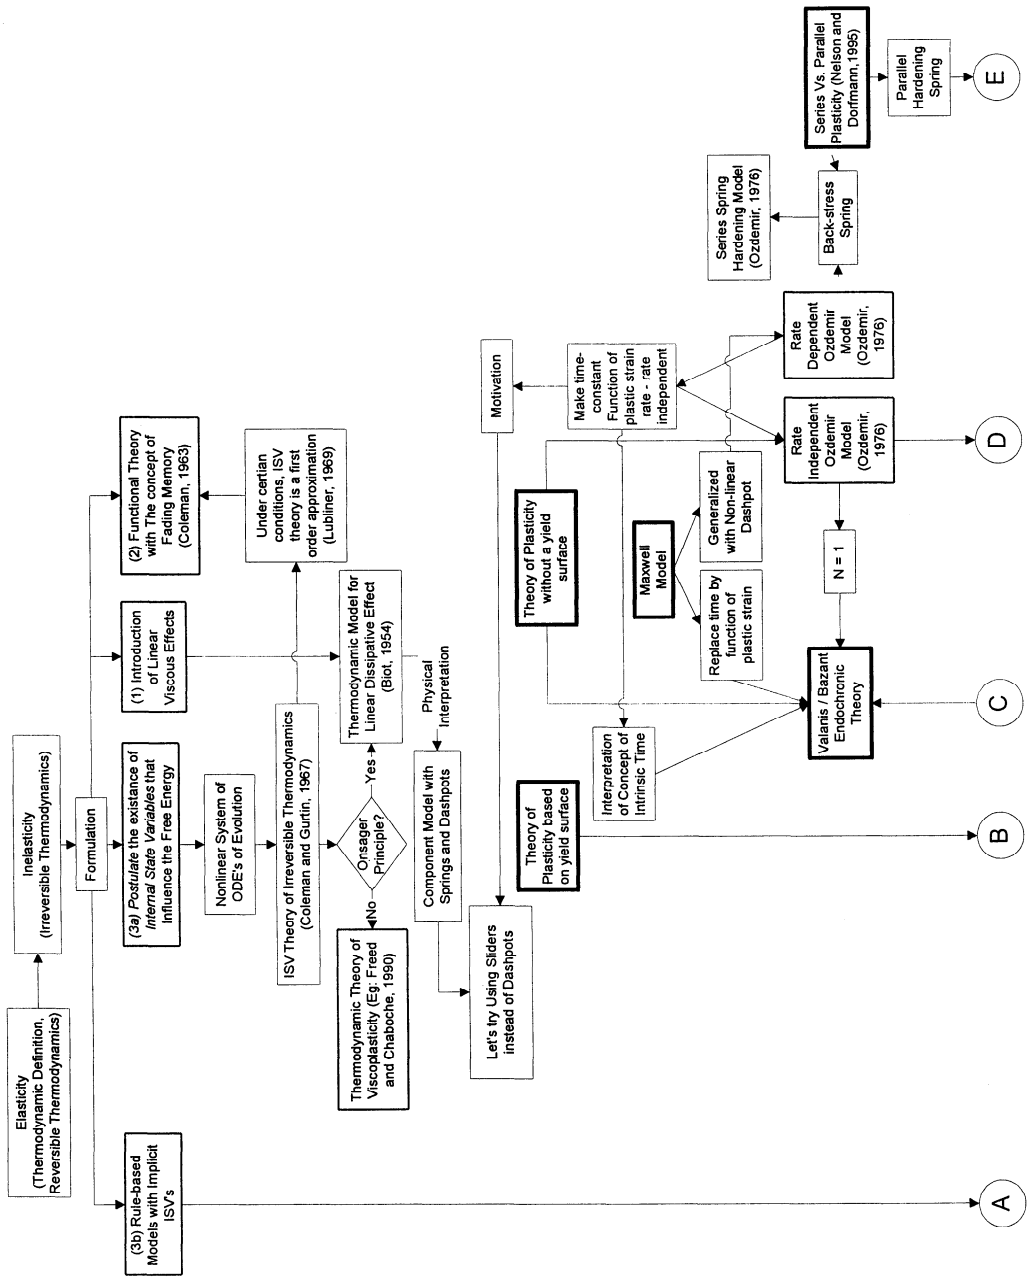 Elasticity
(Thermodynamic Definition,
Reversible Thermodynamics)
Inelasticity
(Irreversible Thermodynamics)
Formulation
(3b) Rule-based
Models with Implicit
ISV's
(3a) Postulate the existance of
Internal State Variables that
Influence the Free Energy
(1) Introduction
of Linear
Viscous Effects
(2) Functional Theory
with The concept of
Fading Memory
(Coleman, 1963)
Nonlinear System of
ODE's of Evolution
ISV Theory of Irreversible Thermodynamics
(Coleman and Gurtin, 1967)
Under certian
conditions, ISV
theory is a first
order approximation
(Lubliner, 1969)
Onsager
Principle?
Yes
No
Thermodynamic Model for
Linear Dissipative Effect
(Biot, 1954)
Thermodynamic Theory of
Viscoplasticity (Eg: Freed
and Chaboche, 1990)
Physical
Interpretation
Component Model with
Springs and Dashpots
Let's try Using Sliders
instead of Dashpots
Motivation
Theory of
Plasticity based
on yield surface
Theory of Plasticity
without a yield
surface
Make time-
constant
Function of
plastic strain
rate - rate
independent
Interpretation
of Concept of
Intrinsic Time
Maxwell
Model
Replace time by
function of
plastic strain
Generalized
with Non-linear
Dashpot
Valanis / Bazant
Endochronic
Theory
N = 1
Rate
Independent
Ozdemir
Model
(Ozdemir,
1976)
Rate
Dependent
Ozdemir
Model
(Ozdemir,
1976)
Series Spring
Hardening Model
(Ozdemir, 1976)
Back-stress
Spring
Series Vs. Parallel
Plasticity (Nelson and
Dorfmann,1995)
Parallel
Hardening
Spring
A
B
C
D
E